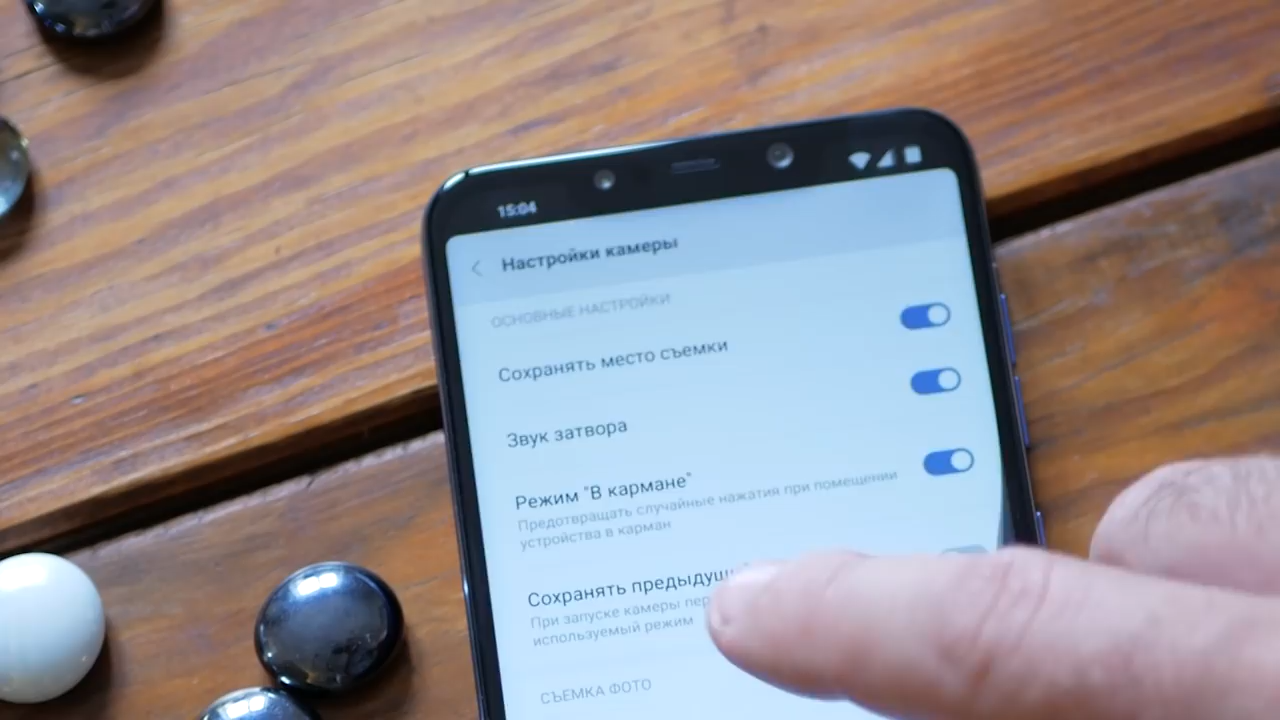 15:04
Настройки камеры
ОСНОВНЫЕ НАСТРОЙКИ
Сохранять место съемки
Звук затвора
Режим "В кармане"
Предотвращать случайные нажатия при помещении
устройства в карман
Сохранять
При запуске камеры
используемый режим
СЪЕМКА ФОТО